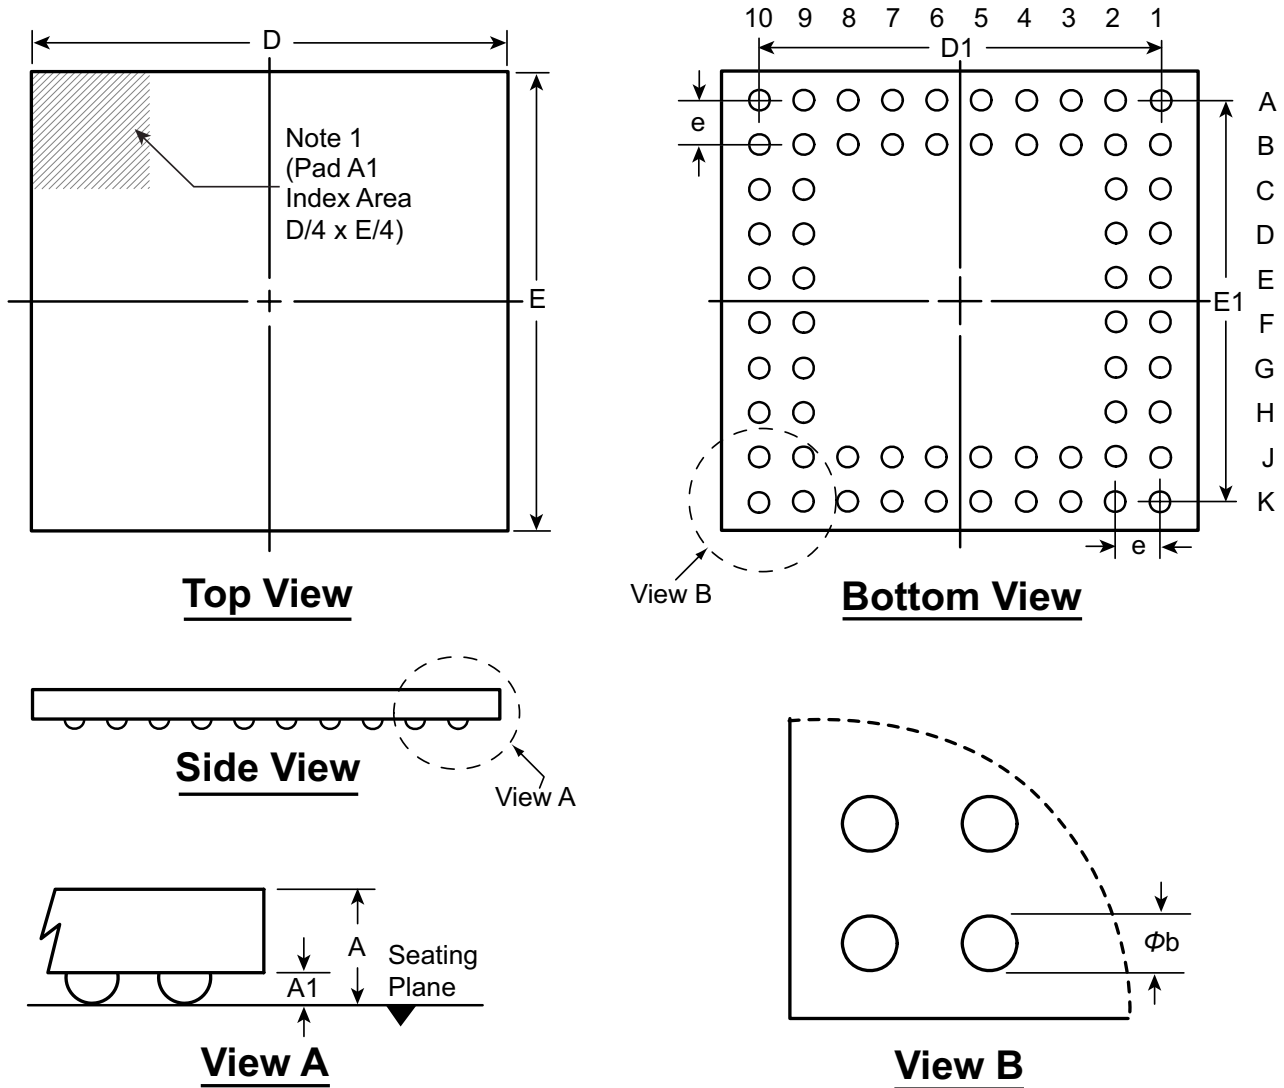 D
Note 1
(Pad A1
Index Area
D/4 x E/4)
E
Top View
10 9 8 7 6 5 4 3 2 1
D1
e
A
B
C
D
E
E1
F
G
H
J
K
e
View B
Bottom View
Side View
View A
A
A1
Seating
Plane
View A
Φb
View B